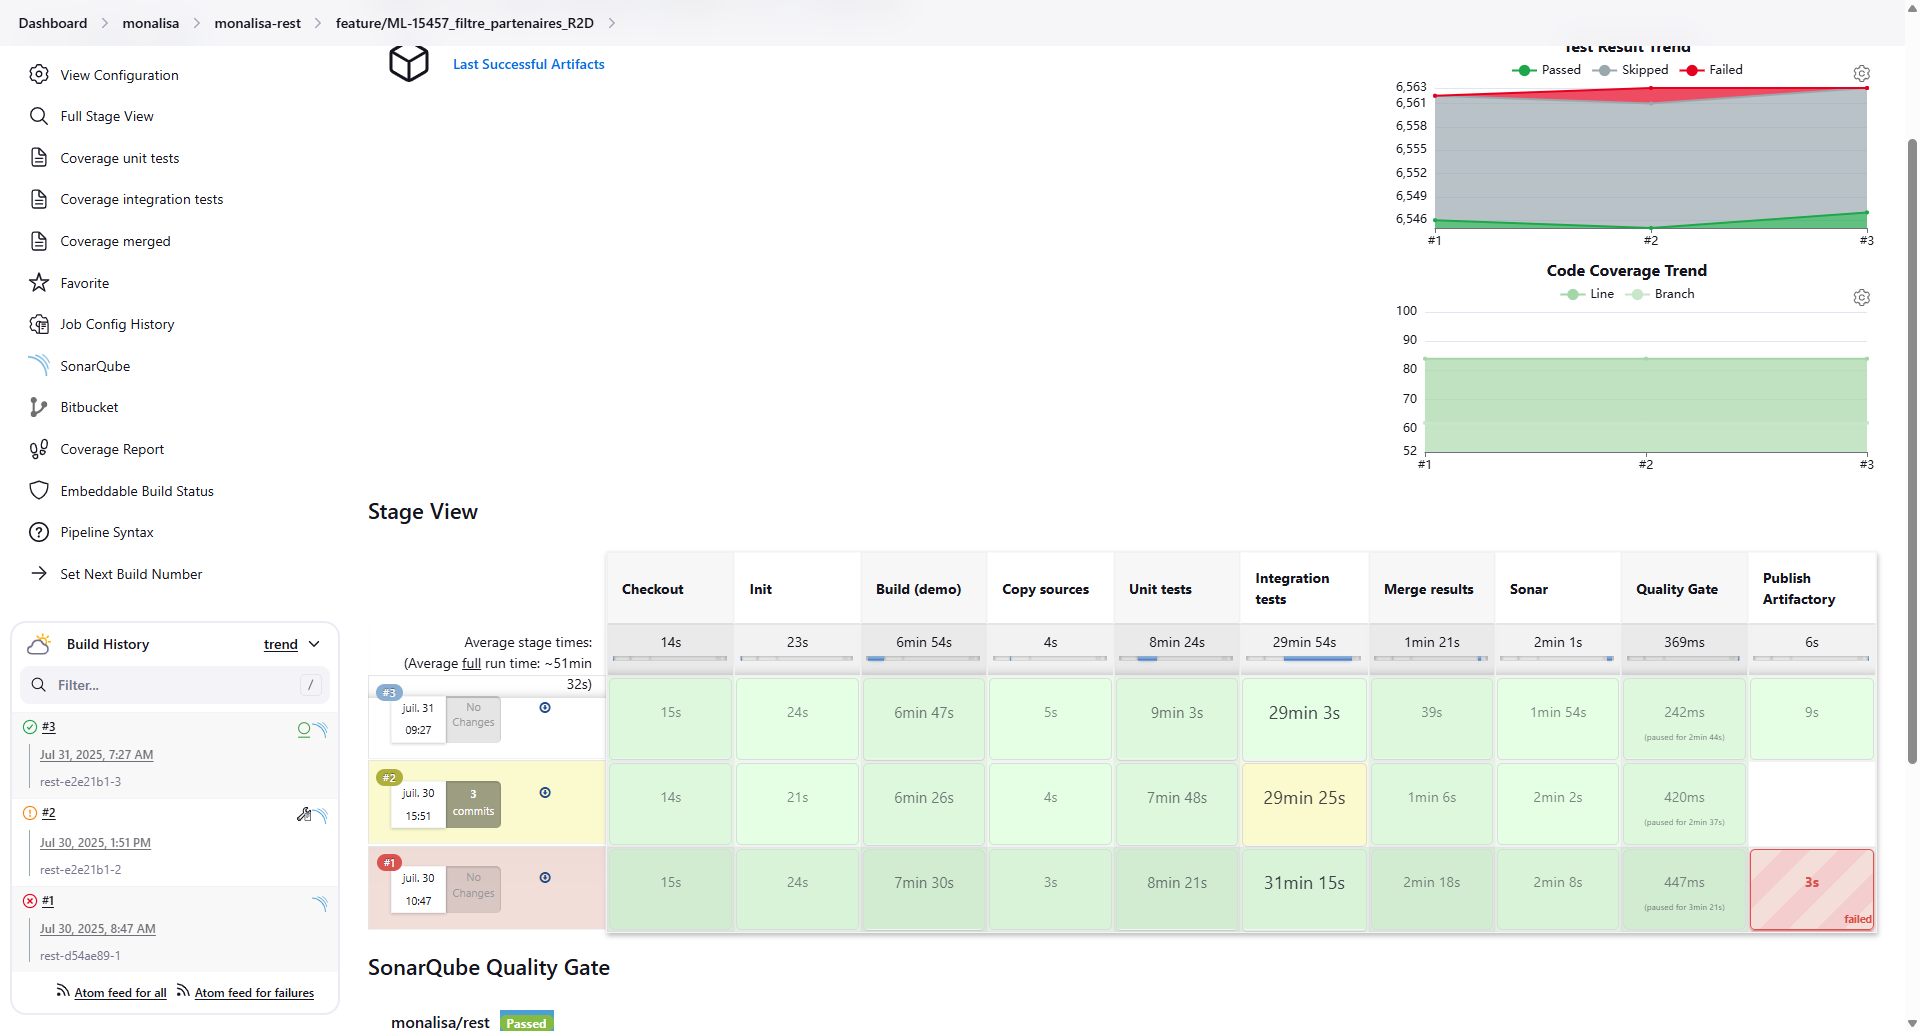 Dashboard monalisa monalisa-rest feature/ML-15457_filtre_partenaires_R2D
View Configuration
Full Stage View
Coverage unit tests
Coverage integration tests
Coverage merged
Favorite
Job Config History
SonarQube
Bitbucket
Coverage Report
Embeddable Build Status
Pipeline Syntax
Set Next Build Number
Build History trend
Filter... /
#3
Jul 31, 2025, 7:27 AM
rest-e2e21b1-3
#2
Jul 30, 2025, 1:51 PM
rest-e2e21b1-2
#1
Jul 30, 2025, 8:47 AM
rest-d54ae89-1
Atom feed for all Atom feed for failures
Last Successful Artifacts
Test Result Trend
Passed Skipped Failed
6,563
6,561
6,558
6,555
6,552
6,549
6,546
#1 #2 #3
Code Coverage Trend
Line Branch
100
90
80
70
60
52
#1 #2 #3
Stage View
Checkout Init Build (demo) Copy sources Unit tests Integration tests Merge results Sonar Quality Gate Publish Artifactory
Average stage times:
(Average full run time: ~51min
32s)
14s 23s 6min 54s 4s 8min 24s 29min 54s 1min 21s 2min 1s 369ms 6s
#3
juil. 31
09:27
No
Changes
15s 24s 6min 47s 5s 9min 3s 29min 3s 39s 1min 54s 242ms 9s
(paused for 2min 44s)
#2
juil. 30
15:51
3
commits
14s 21s 6min 26s 4s 7min 48s 29min 25s 1min 6s 2min 2s 420ms
(paused for 2min 37s)
#1
juil. 30
10:47
No
Changes
15s 24s 7min 30s 3s 8min 21s 31min 15s 2min 18s 2min 8s 447ms 3s
(paused for 3min 21s)
failed
SonarQube Quality Gate
monalisa/rest Passed